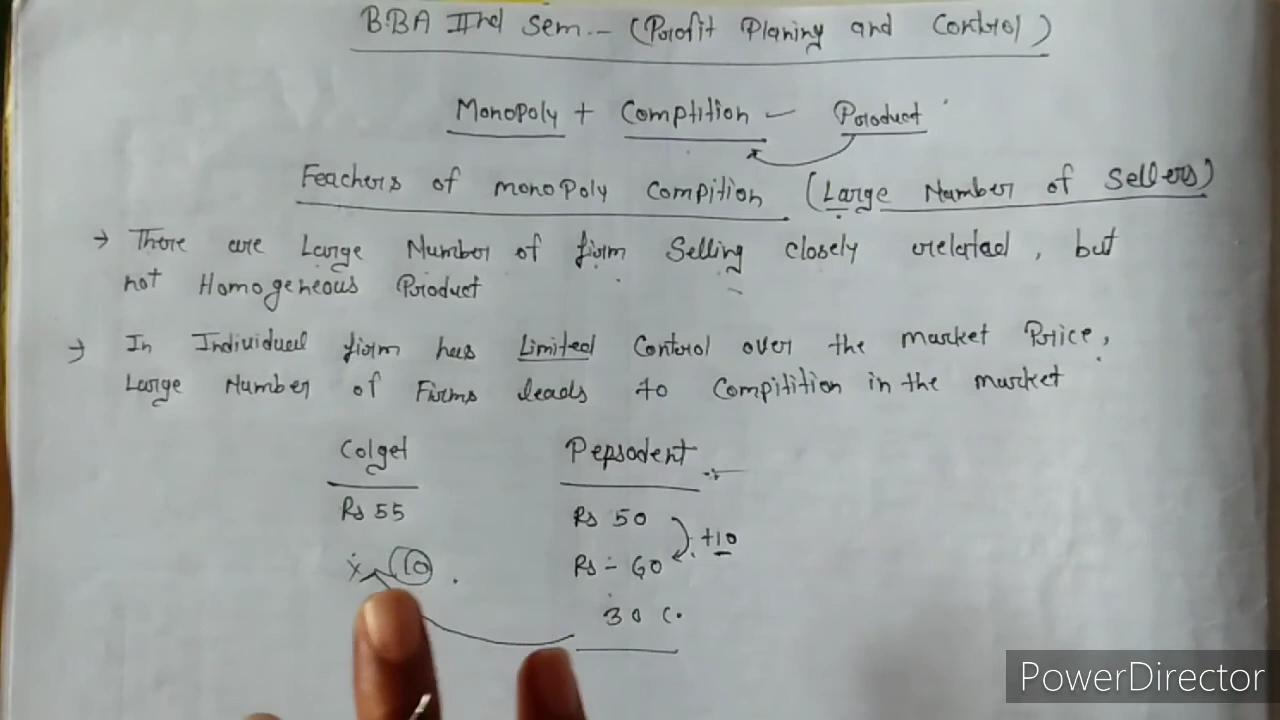 BBA IInd Sem.- (Profit Planing and Control)
Monopoly + Comptition - Product
Feachers of monopoly compition (Large Number of Sellers)
→ There are Large Number of firm Selling closely related, but
not Homogeneous Product
→ In Individual firm has Limited Control over the market Price,
Large Number of Firms leads to Compitition in the market
Colget Pepsodent
Rs 55 Rs 50 +10
10 Rs - 60
30
PowerDirector